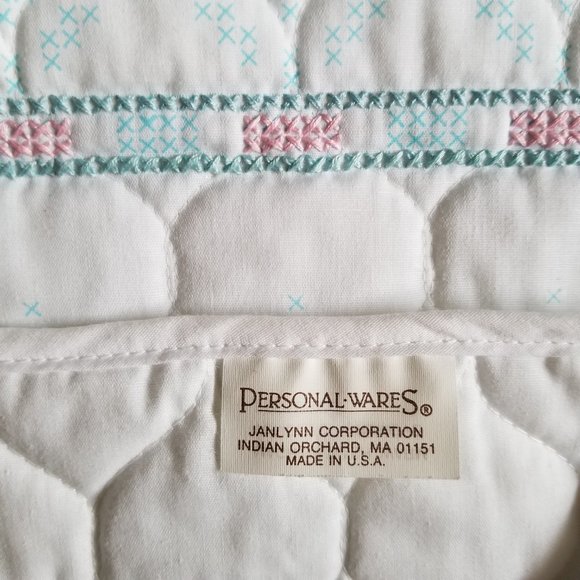 PERSONAL·WARES®
JANLYNN CORPORATION
INDIAN ORCHARD, MA 01151
MADE IN U.S.A.